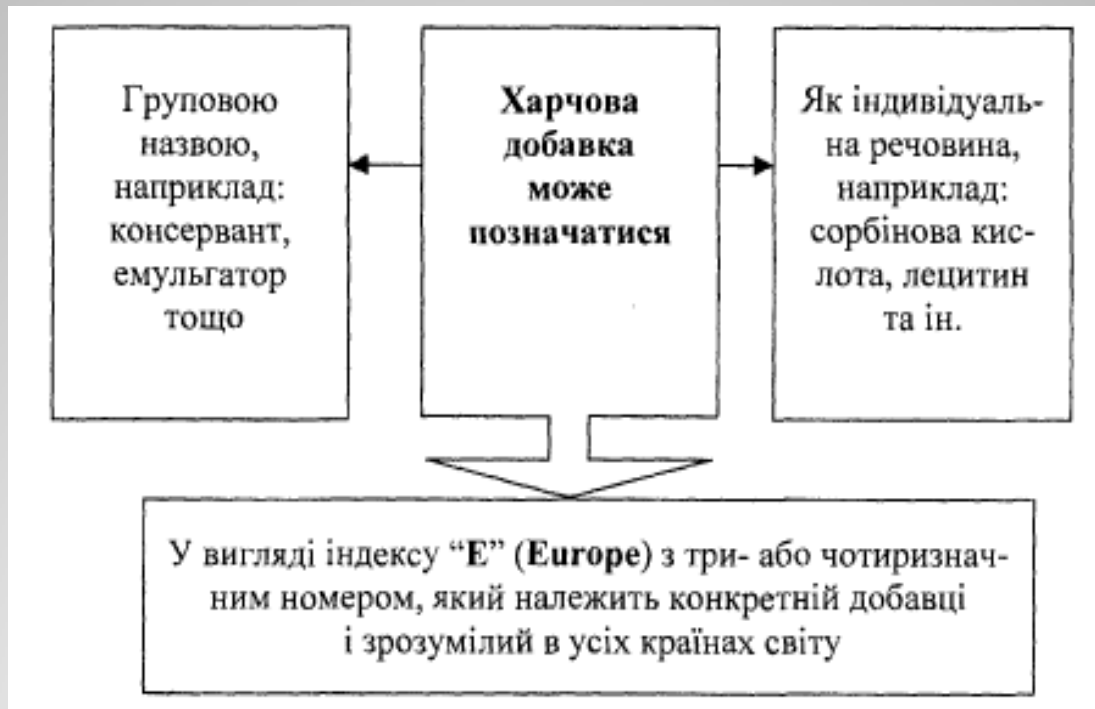 Груповою
назвою,
наприклад:
консервант,
емульгатор
тощо
Харчова
добавка
може
позначатися
Як індивідуаль-
на речовина,
наприклад:
сорбінова кис-
лота, лецитин
та ін.
У вигляді індексу “Е” (Europe) з три- або чотиризнач-
ним номером, який належить конкретній добавці
і зрозумілий в усіх країнах світу